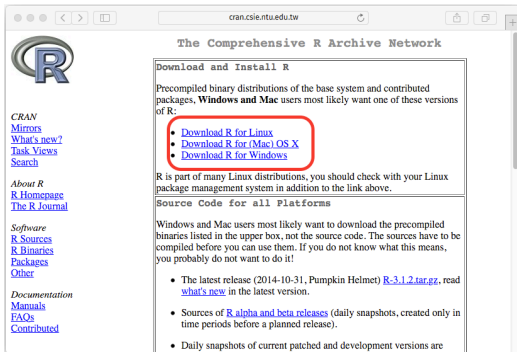 cran.csie.ntu.edu.tw
R
CRAN
Mirrors
What's new?
Task Views
Search
About R
R Homepage
The R Journal
Software
R Sources
R Binaries
Packages
Other
Documentation
Manuals
FAQs
Contributed
The Comprehensive R Archive Network
Download and Install R
Precompiled binary distributions of the base system and contributed
packages, Windows and Mac users most likely want one of these versions
of R:
• Download R for Linux
• Download R for (Mac) OS X
• Download R for Windows
R is part of many Linux distributions, you should check with your Linux
package management system in addition to the link above.
Source Code for all Platforms
Windows and Mac users most likely want to download the precompiled
binaries listed in the upper box, not the source code. The sources have to be
compiled before you can use them. If you do not know what this means,
you probably do not want to do it!
• The latest release (2014-10-31, Pumpkin Helmet) R-3.1.2.tar.gz, read
what's new in the latest version.
• Sources of R alpha and beta releases (daily snapshots, created only in
time periods before a planned release).
• Daily snapshots of current patched and development versions are